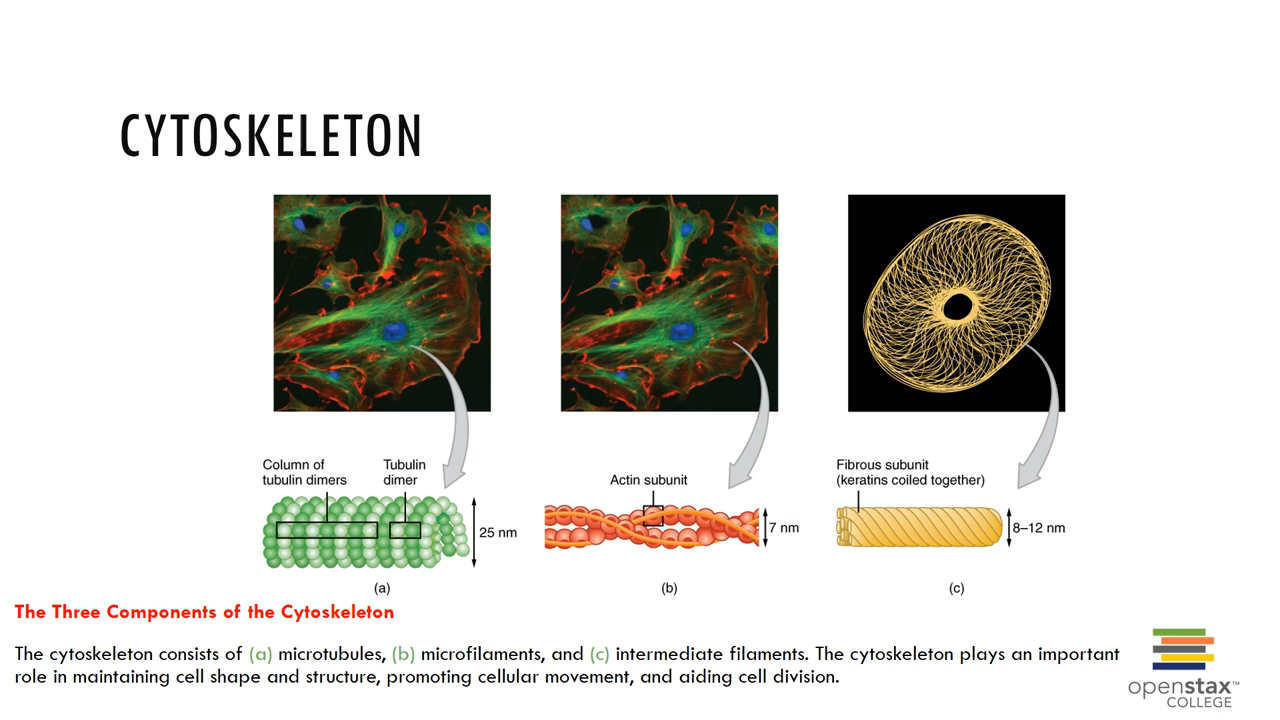 CYTOSKELETON
Column of
tubulin dimers
Tubulin
dimer
25 nm
(a)
Actin subunit
7 nm
(b)
Fibrous subunit
(keratins coiled together)
8–12 nm
(c)
The Three Components of the Cytoskeleton
The cytoskeleton consists of (a) microtubules, (b) microfilaments, and (c) intermediate filaments. The cytoskeleton plays an important
role in maintaining cell shape and structure, promoting cellular movement, and aiding cell division.
openstax™
COLLEGE